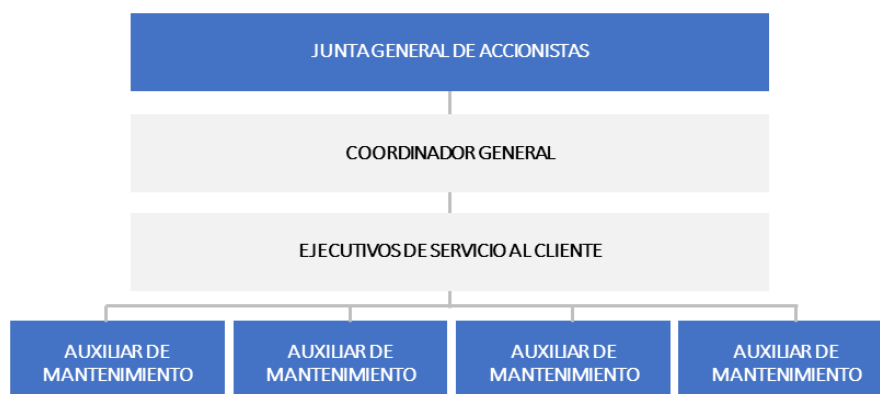 JUNTA GENERAL DE ACCIONISTAS
COORDINADOR GENERAL
EJECUTIVOS DE SERVICIO AL CLIENTE
AUXILIAR DE
MANTENIMIENTO
AUXILIAR DE
MANTENIMIENTO
AUXILIAR DE
MANTENIMIENTO
AUXILIAR DE
MANTENIMIENTO